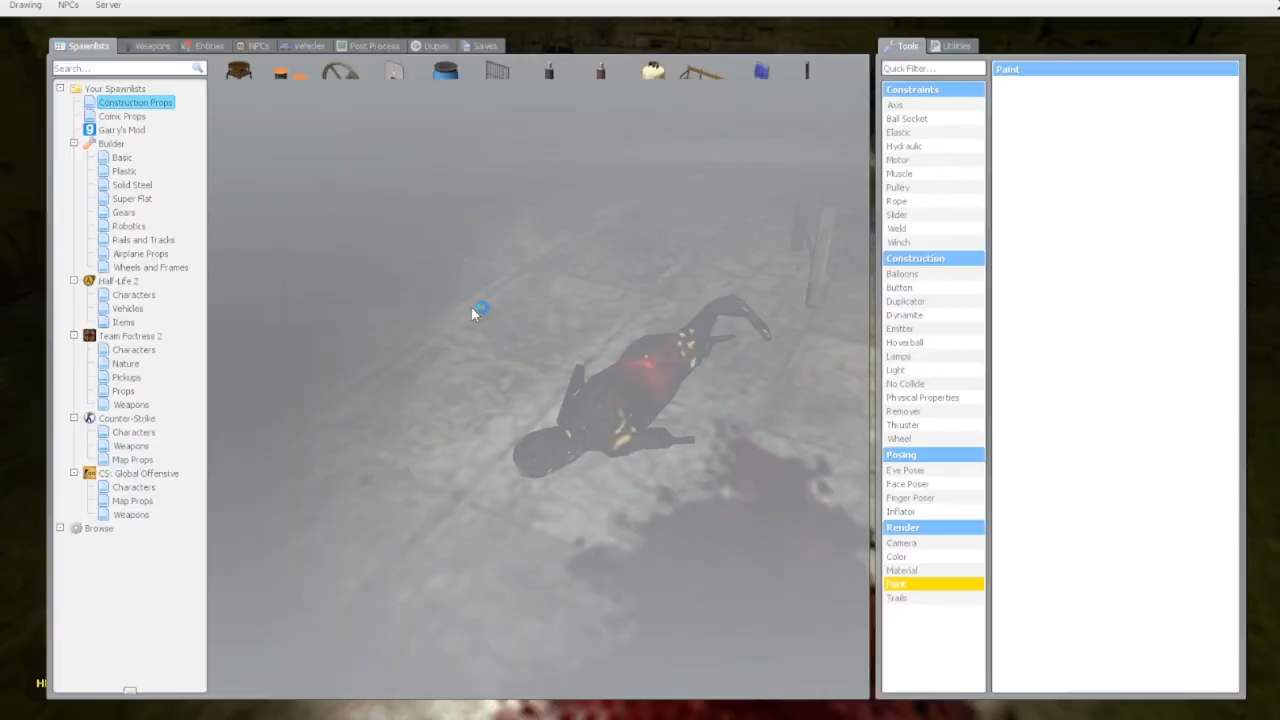 Drawing NPCs Server
Spawnlists Weapons Entities NPCs Vehicles Post Process Dupes Saves
Tools Utilities
Search...
Quick Filter...
Paint
Your Spawnlists
Construction Props
Comic Props
Garry's Mod
Builder
Basic
Plastic
Solid Steel
Super Flat
Gears
Robotics
Rails and Tracks
Airplane Props
Wheels and Frames
Half-Life 2
Characters
Vehicles
Items
Team Fortress 2
Characters
Nature
Pickups
Props
Weapons
Counter-Strike
Characters
Weapons
Map Props
CS: Global Offensive
Characters
Map Props
Weapons
Browse
Constraints
Axis
Ball Socket
Elastic
Hydraulic
Motor
Muscle
Pulley
Rope
Slider
Weld
Winch
Construction
Balloons
Button
Duplicator
Dynamite
Emitter
Hoverball
Lamps
Light
No Collide
Physical Properties
Remover
Thruster
Wheel
Posing
Eye Poser
Face Poser
Finger Poser
Inflator
Render
Camera
Color
Material
Paint
Trails